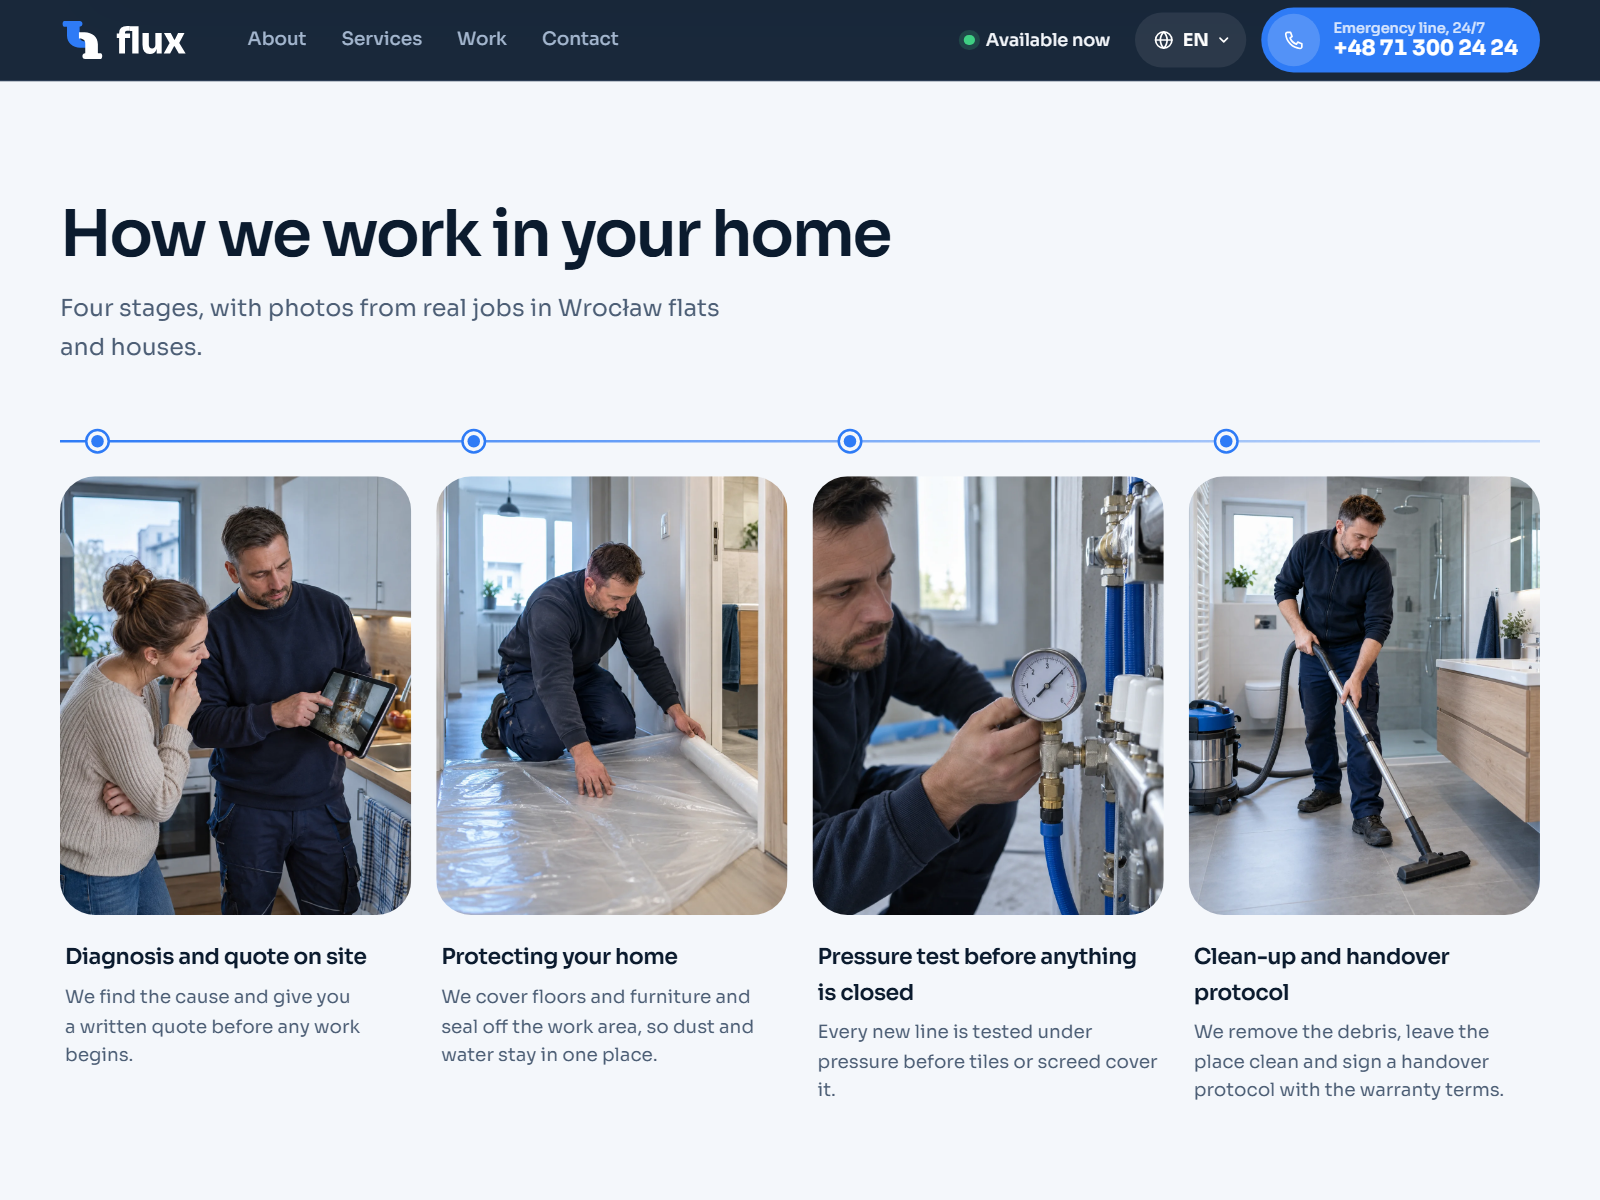 flux
About
Services
Work
Contact
Available now
EN
Emergency line, 24/7
+48 71 300 24 24
How we work in your home
Four stages, with photos from real jobs in Wrocław flats
and houses.
Diagnosis and quote on site
We find the cause and give you
a written quote before any work
begins.
Protecting your home
We cover floors and furniture and
seal off the work area, so dust and
water stay in one place.
Pressure test before anything
is closed
Every new line is tested under
pressure before tiles or screed cover
it.
Clean-up and handover
protocol
We remove the debris, leave the
place clean and sign a handover
protocol with the warranty terms.